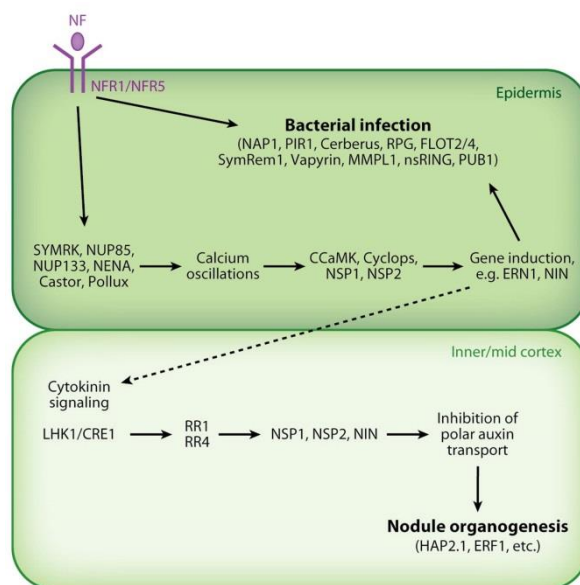 NF
NFR1/NFR5
Epidermis
Bacterial infection
(NAP1, PIR1, Cerberus, RPG, FLOT2/4,
SymRem1, Vapyrin, MMPL1, nsRING, PUB1)
SYMRK, NUP85,
NUP133, NENA,
Castor, Pollux
Calcium
oscillations
CCaMK, Cyclops,
NSP1, NSP2
Gene induction,
e.g. ERN1, NIN
Inner/mid cortex
Cytokinin
signaling
LHK1/CRE1
RR1
RR4
NSP1, NSP2, NIN
Inhibition of
polar auxin
transport
Nodule organogenesis
(HAP2.1, ERF1, etc.)